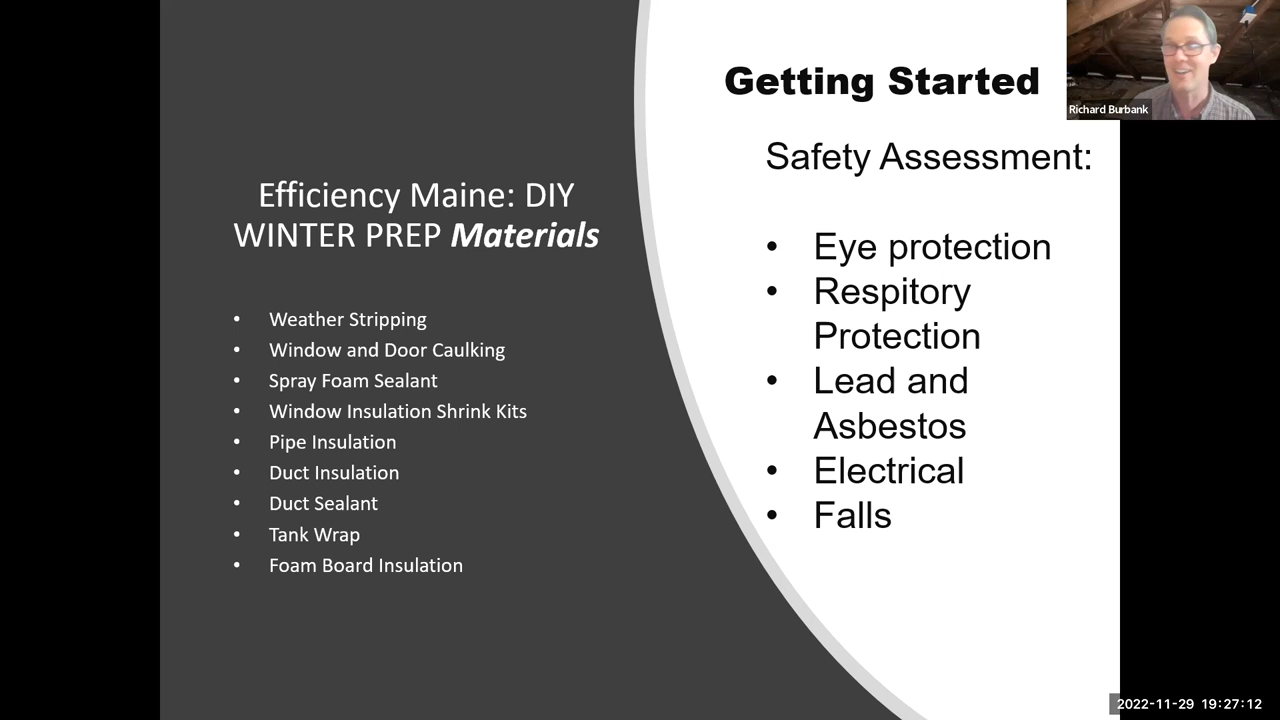 Efficiency Maine: DIY
WINTER PREP Materials
• Weather Stripping
• Window and Door Caulking
• Spray Foam Sealant
• Window Insulation Shrink Kits
• Pipe Insulation
• Duct Insulation
• Duct Sealant
• Tank Wrap
• Foam Board Insulation
Getting Started
Safety Assessment:
• Eye protection
• Respitory
Protection
• Lead and
Asbestos
• Electrical
• Falls
Richard Burbank
2022-11-29 19:27:12